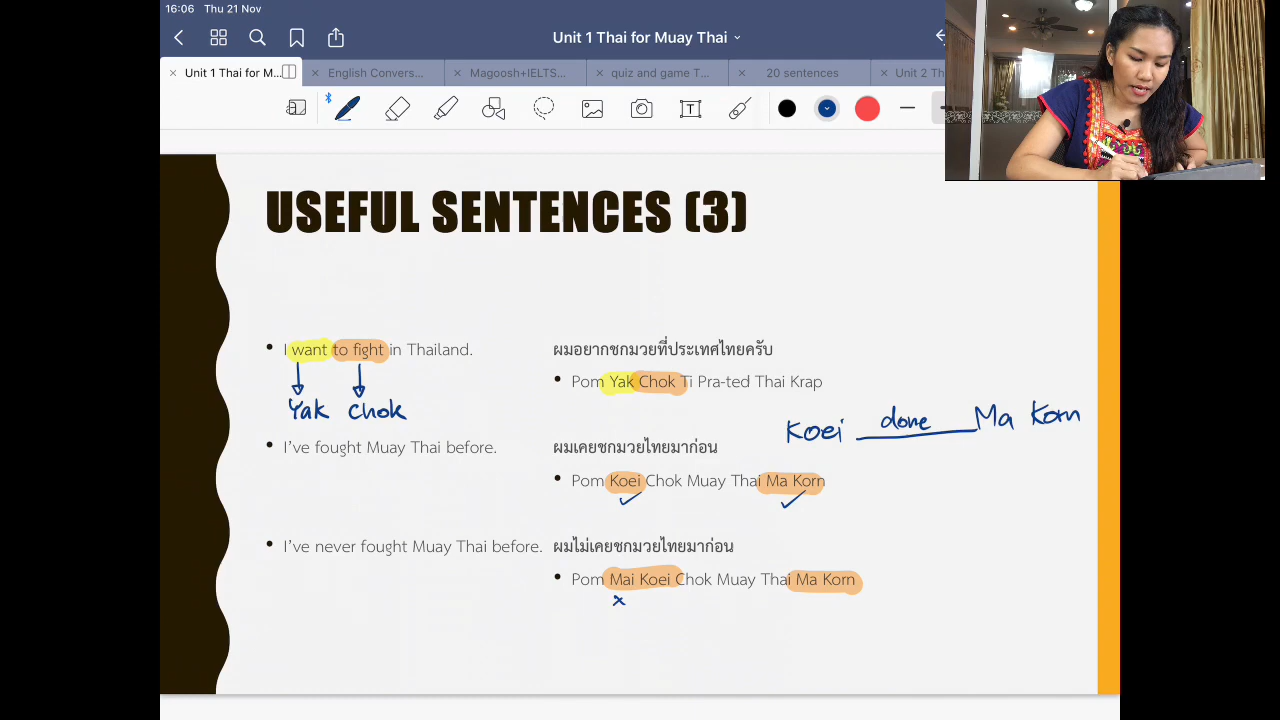 16:06 Thu 21 Nov
Unit 1 Thai for Muay Thai
Unit 1 Thai for M...
English Convers...
Magoosh+IELTS...
quiz and game T...
20 sentences
Unit 2 Th
USEFUL SENTENCES (3)
• I want to fight in Thailand.
ผมอยากชกมวยที่ประเทศไทยครับ
• Pom Yak Chok Ti Pra-ted Thai Krap
Yak Chok
Koei done Ma Korn
• I've fought Muay Thai before.
ผมเคยชกมวยไทยมาก่อน
• Pom Koei Chok Muay Thai Ma Korn
• I've never fought Muay Thai before.
ผมไม่เคยชกมวยไทยมาก่อน
• Pom Mai Koei Chok Muay Thai Ma Korn